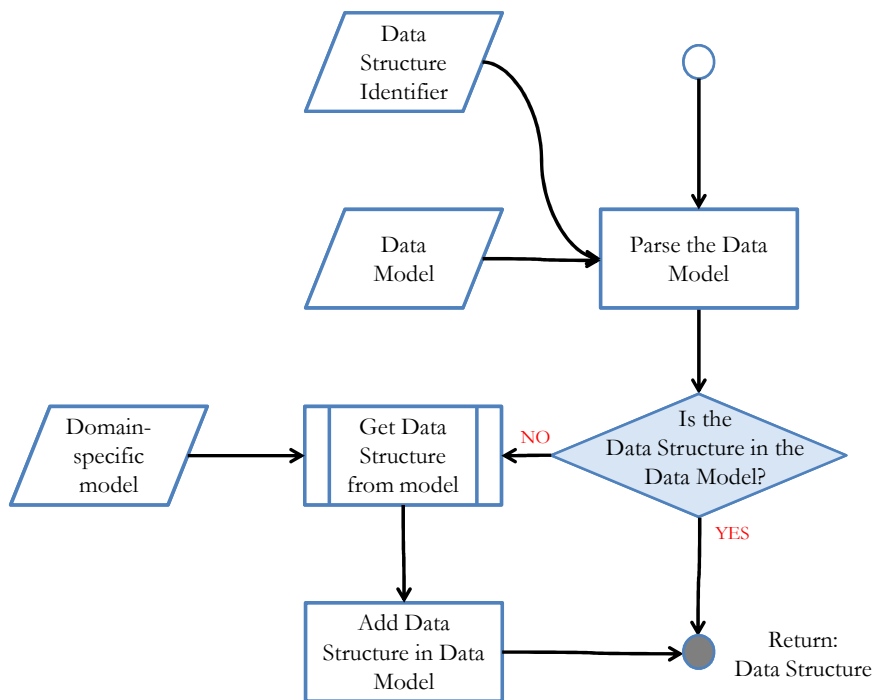 Data
Structure
Identifier
Data
Model
Parse the Data
Model
Is the
Data Structure in the
Data Model?
NO
YES
Domain-
specific
model
Get Data
Structure
from model
Add Data
Structure in Data
Model
Return:
Data Structure